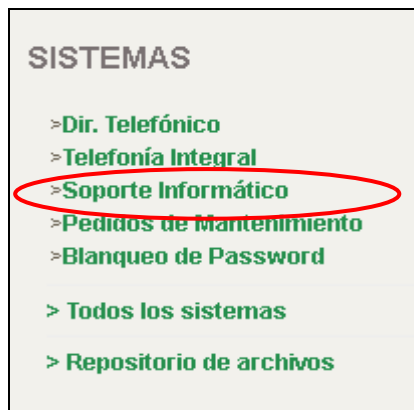 SISTEMAS
>Dir. Telefónico
>Telefonía Integral
>Soporte Informático
>Pedidos de Mantenimiento
>Blanqueo de Password
> Todos los sistemas
> Repositorio de archivos